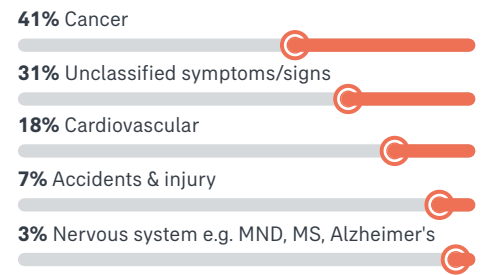 41% Cancer
31% Unclassified symptoms/signs
18% Cardiovascular
7% Accidents & injury
3% Nervous system e.g. MND, MS, Alzheimer's